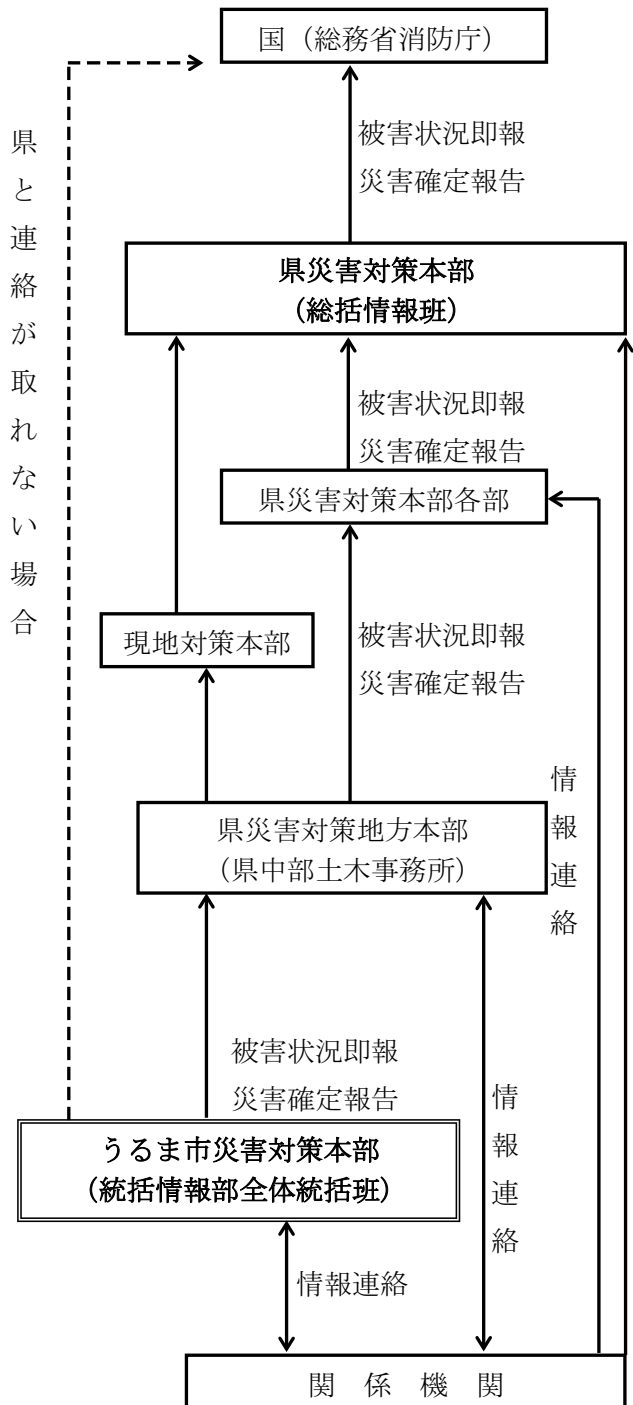 国（総務省消防庁）
県と連絡が取れない場合
被害状況即報
災害確定報告
県災害対策本部
（総括情報班）
被害状況即報
災害確定報告
県災害対策本部各部
現地対策本部
被害状況即報
災害確定報告
情報連絡
県災害対策地方本部
（県中部土木事務所）
被害状況即報
災害確定報告
情報連絡
うるま市災害対策本部
（統括情報部全体統括班）
情報連絡
関　係　機　関